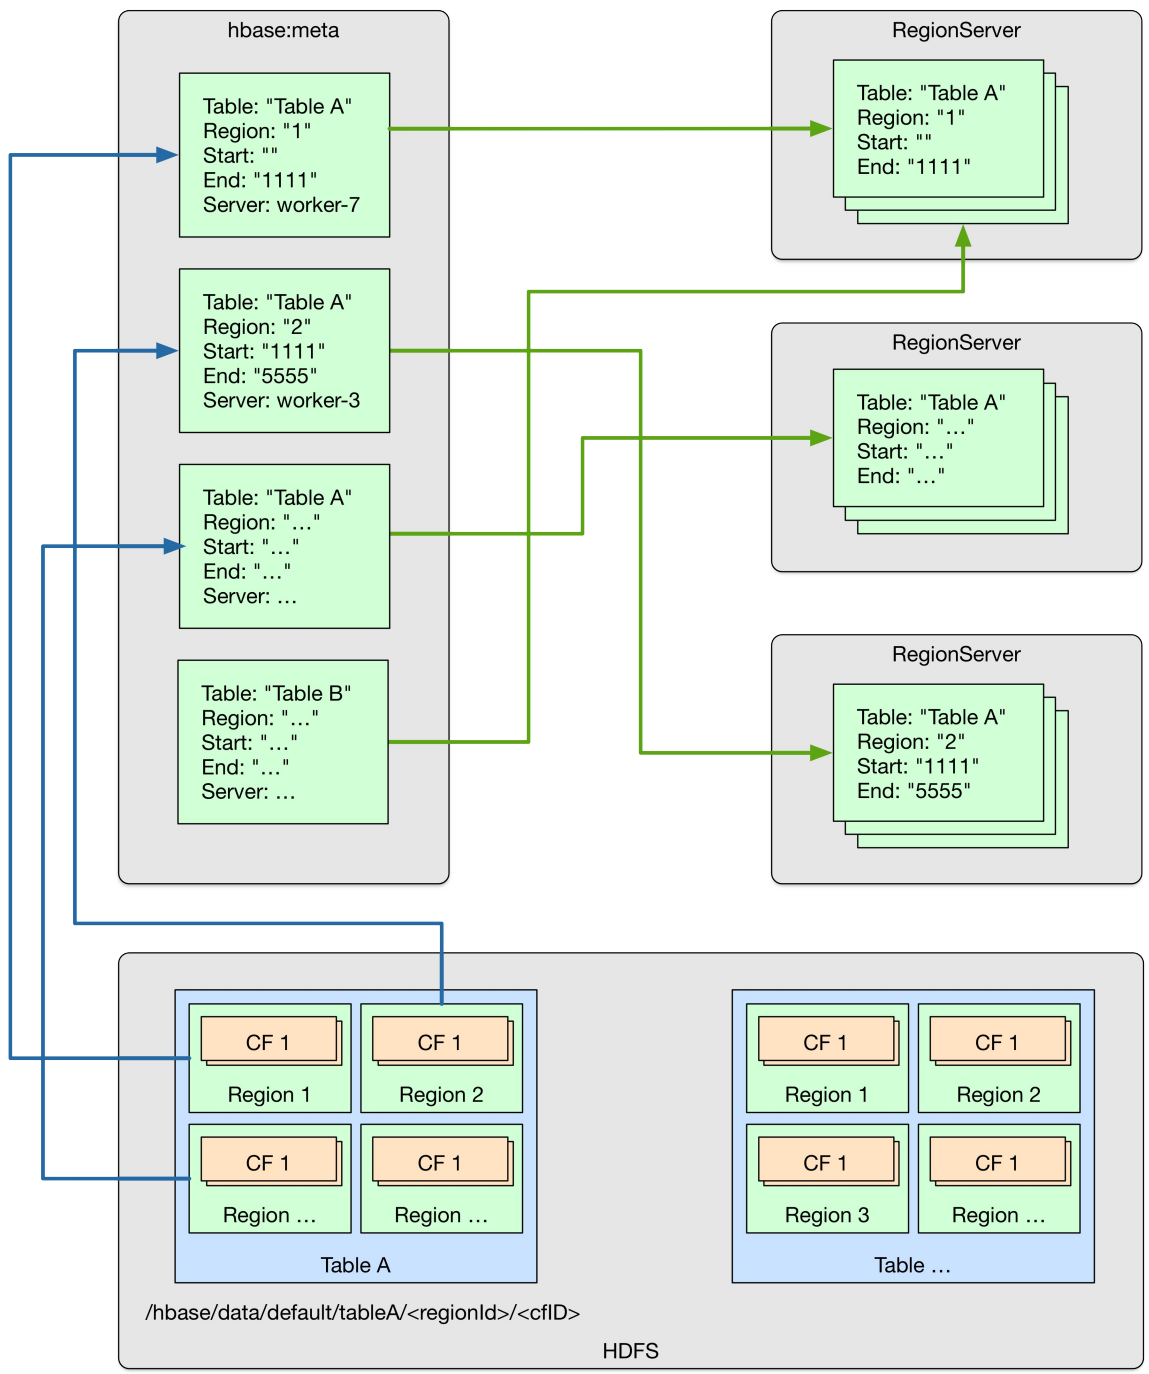 hbase:meta
Table: "Table A"
Region: "1"
Start: ""
End: "1111"
Server: worker-7
Table: "Table A"
Region: "2"
Start: "1111"
End: "5555"
Server: worker-3
Table: "Table A"
Region: "…"
Start: "…"
End: "…"
Server: …
Table: "Table B"
Region: "…"
Start: "…"
End: "…"
Server: …
RegionServer
Table: "Table A"
Region: "1"
Start: ""
End: "1111"
RegionServer
Table: "Table A"
Region: "…"
Start: "…"
End: "…"
RegionServer
Table: "Table A"
Region: "2"
Start: "1111"
End: "5555"
CF 1
Region 1
CF 1
Region 2
CF 1
Region …
CF 1
Region …
Table A
CF 1
Region 1
CF 1
Region 2
CF 1
Region 3
CF 1
Region …
Table …
/hbase/data/default/tableA/<regionId>/<cfID>
HDFS